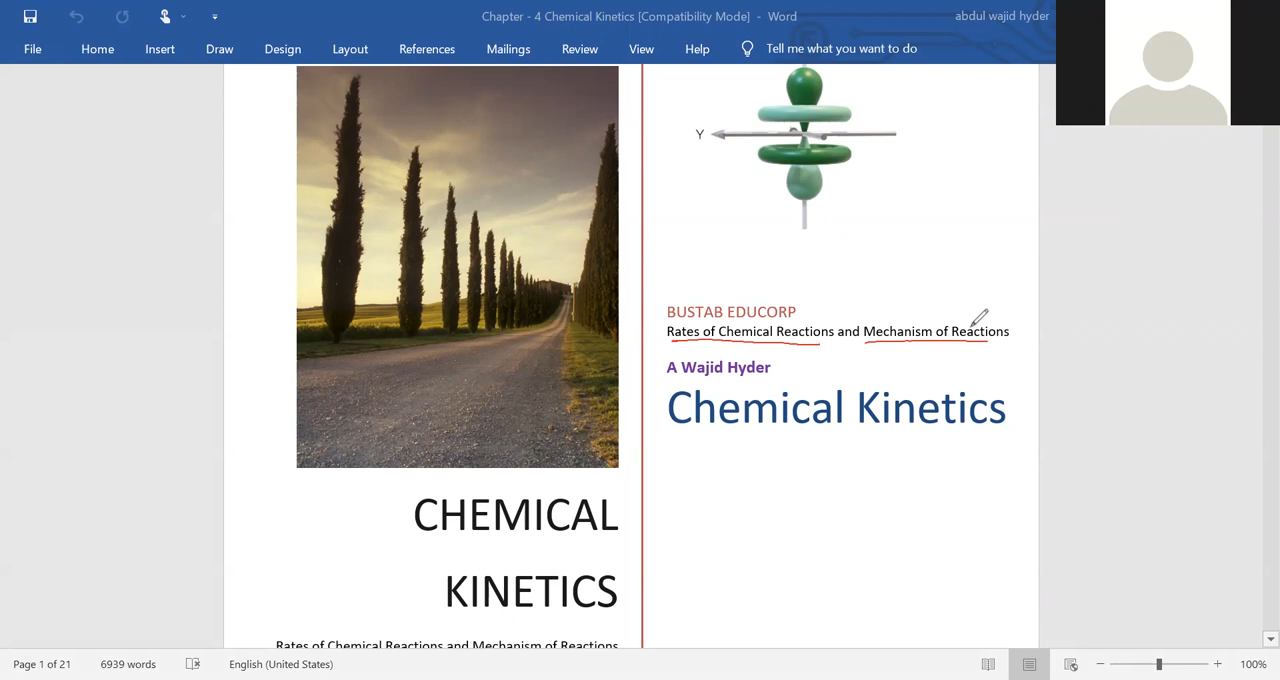 Chapter - 4 Chemical Kinetics [Compatibility Mode] - Word
abdul wajid hyder
File Home Insert Draw Design Layout References Mailings Review View Help Tell me what you want to do
Y
BUSTAB EDUCORP
Rates of Chemical Reactions and Mechanism of Reactions
A Wajid Hyder
Chemical Kinetics
CHEMICAL
KINETICS
Rates of Chemical Reactions and Mechanism of Reactions
Page 1 of 21 6939 words English (United States) 100%